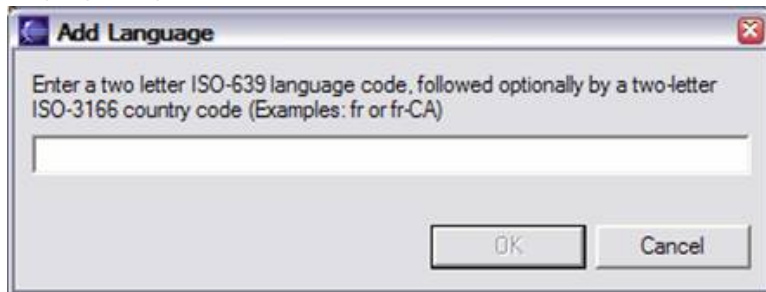 Add Language
Enter a two letter ISO-639 language code, followed optionally by a two-letter
ISO-3166 country code (Examples: fr or fr-CA)
OK Cancel